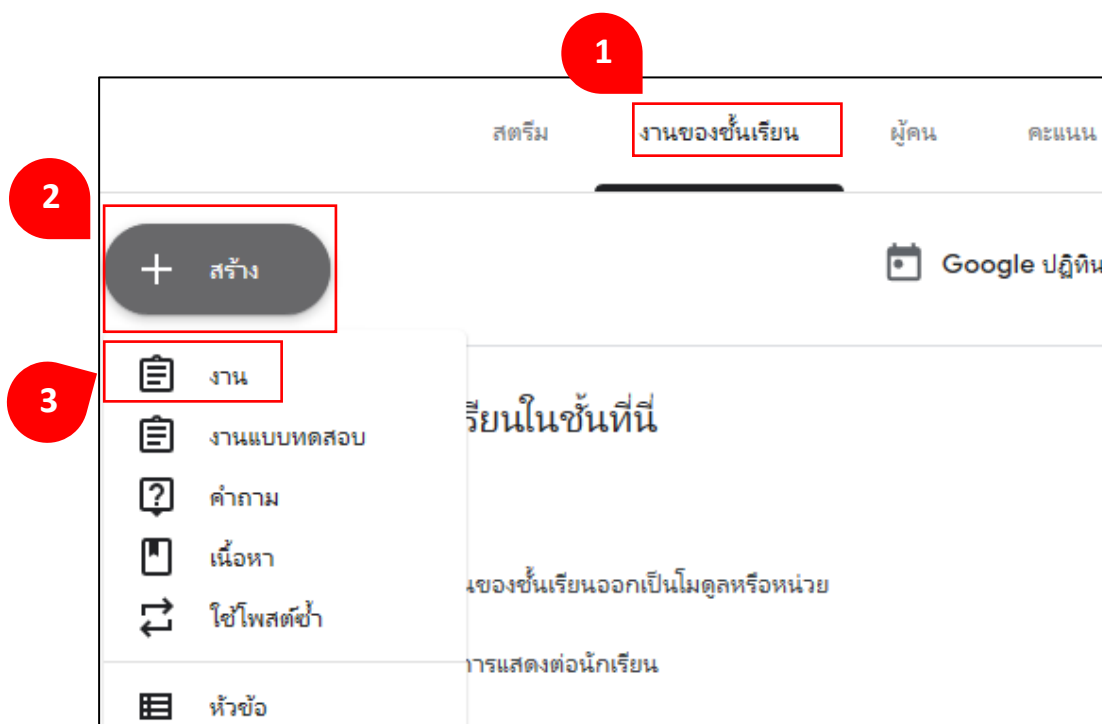 1
สตรีม งานของชั้นเรียน ผู้คน คะแนน
2
สร้าง
Google ปฏิทิน
3
งาน
รียนในชั้นที่นี่
งานแบบทดสอบ
คำถาม
เนื้อหา
นของชั้นเรียนออกเป็นโมดูลหรือหน่วย
ใช้โพสต์ซ้ำ
การแสดงต่อนักเรียน
หัวข้อ